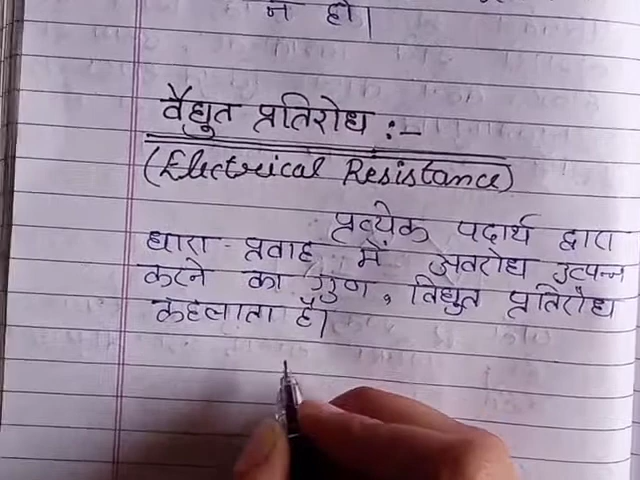 न हो।
वैद्युत प्रतिरोध :-
(Electrical Resistance)
प्रत्येक पदार्थ द्वारा
धारा-प्रवाह में अवरोध उत्पन्न
करने का गुण, विद्युत प्रतिरोध
कहलाता है।